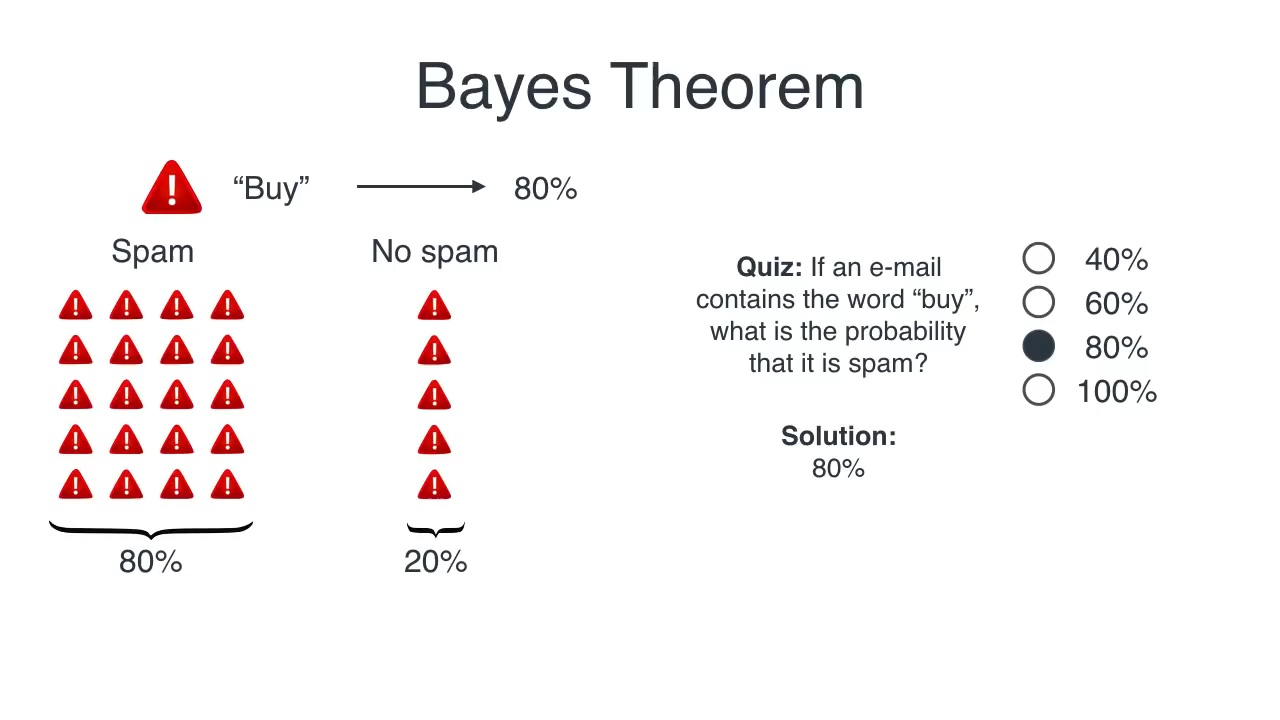 Bayes Theorem
“Buy” 80%
Spam No spam
Quiz: If an e-mail
contains the word “buy”,
what is the probability
that it is spam?
40%
60%
80%
100%
Solution:
80%
80% 20%